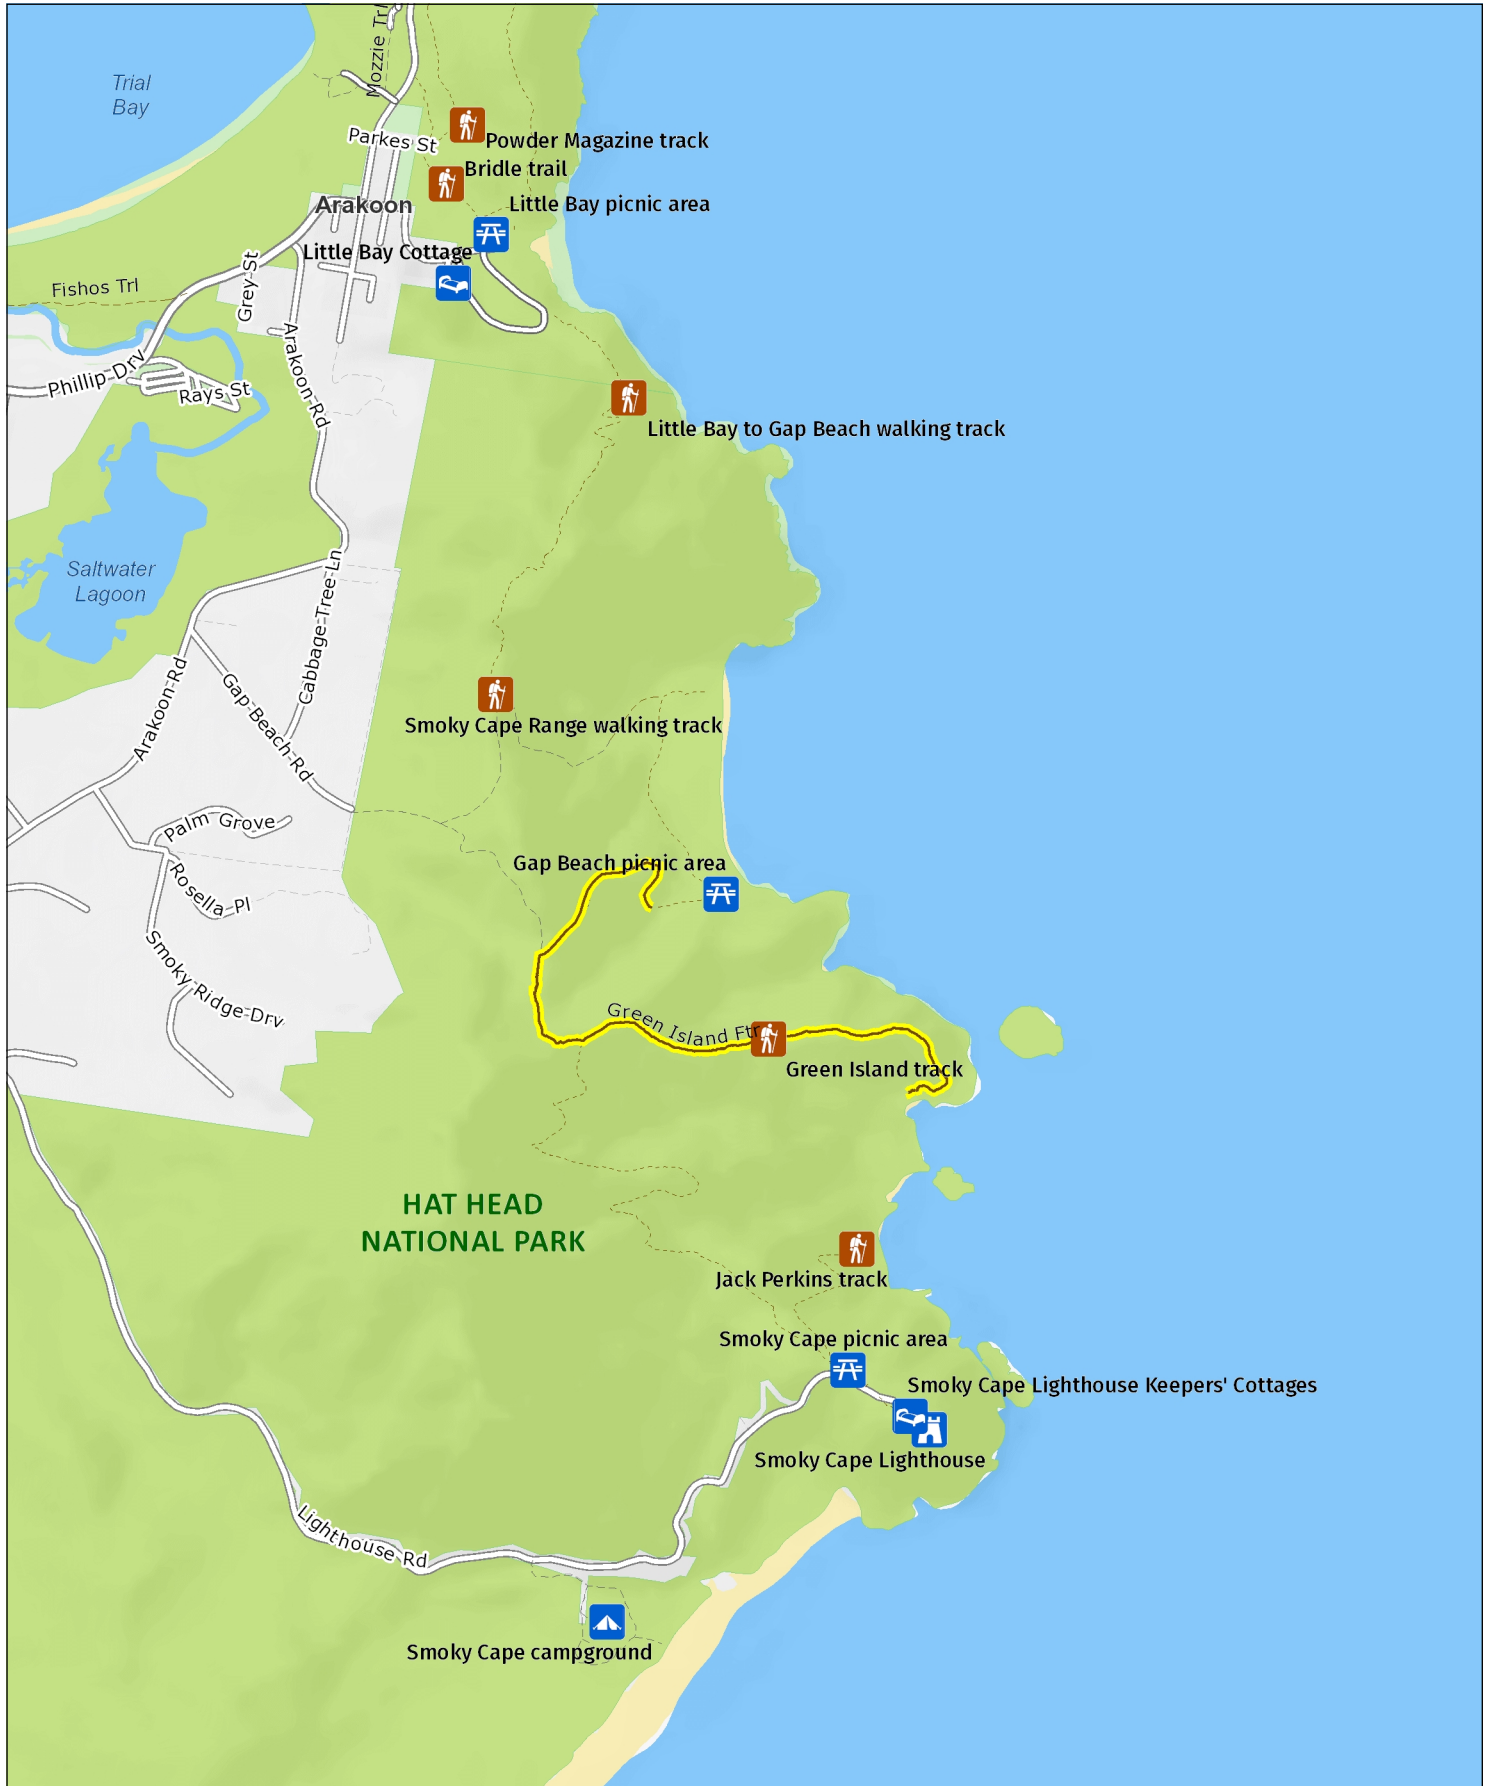 Mozzie Trl
Trial
Bay
Parkes St
Powder Magazine track
Bridle trail
Arakoon
Little Bay picnic area
Little Bay Cottage
Grey St
Fishos Trl
Phillip Drv
Rays St
Arakoon Rd
Little Bay to Gap Beach walking track
Saltwater
Lagoon
Cabbage Tree Ln
Arakoon Rd
Gap Beach Rd
Smoky Cape Range walking track
Palm Grove
Gap Beach picnic area
Rosella Pl
Smoky Ridge Drv
Green Island Ftr
Green Island track
HAT HEAD
NATIONAL PARK
Jack Perkins track
Smoky Cape picnic area
Smoky Cape Lighthouse Keepers' Cottages
Smoky Cape Lighthouse
Lighthouse Rd
Smoky Cape campground